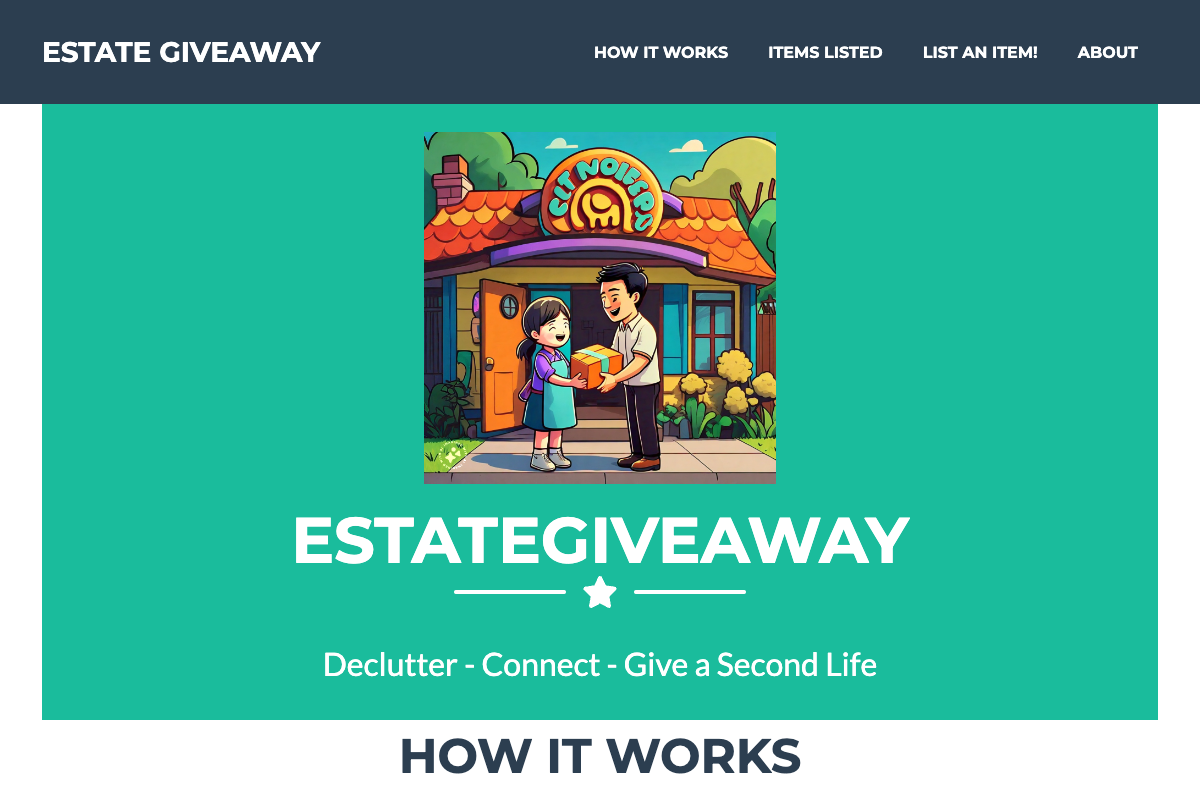 ESTATE GIVEAWAY
HOW IT WORKS
ITEMS LISTED
LIST AN ITEM!
ABOUT
ESTATEGIVEAWAY
Declutter - Connect - Give a Second Life
HOW IT WORKS